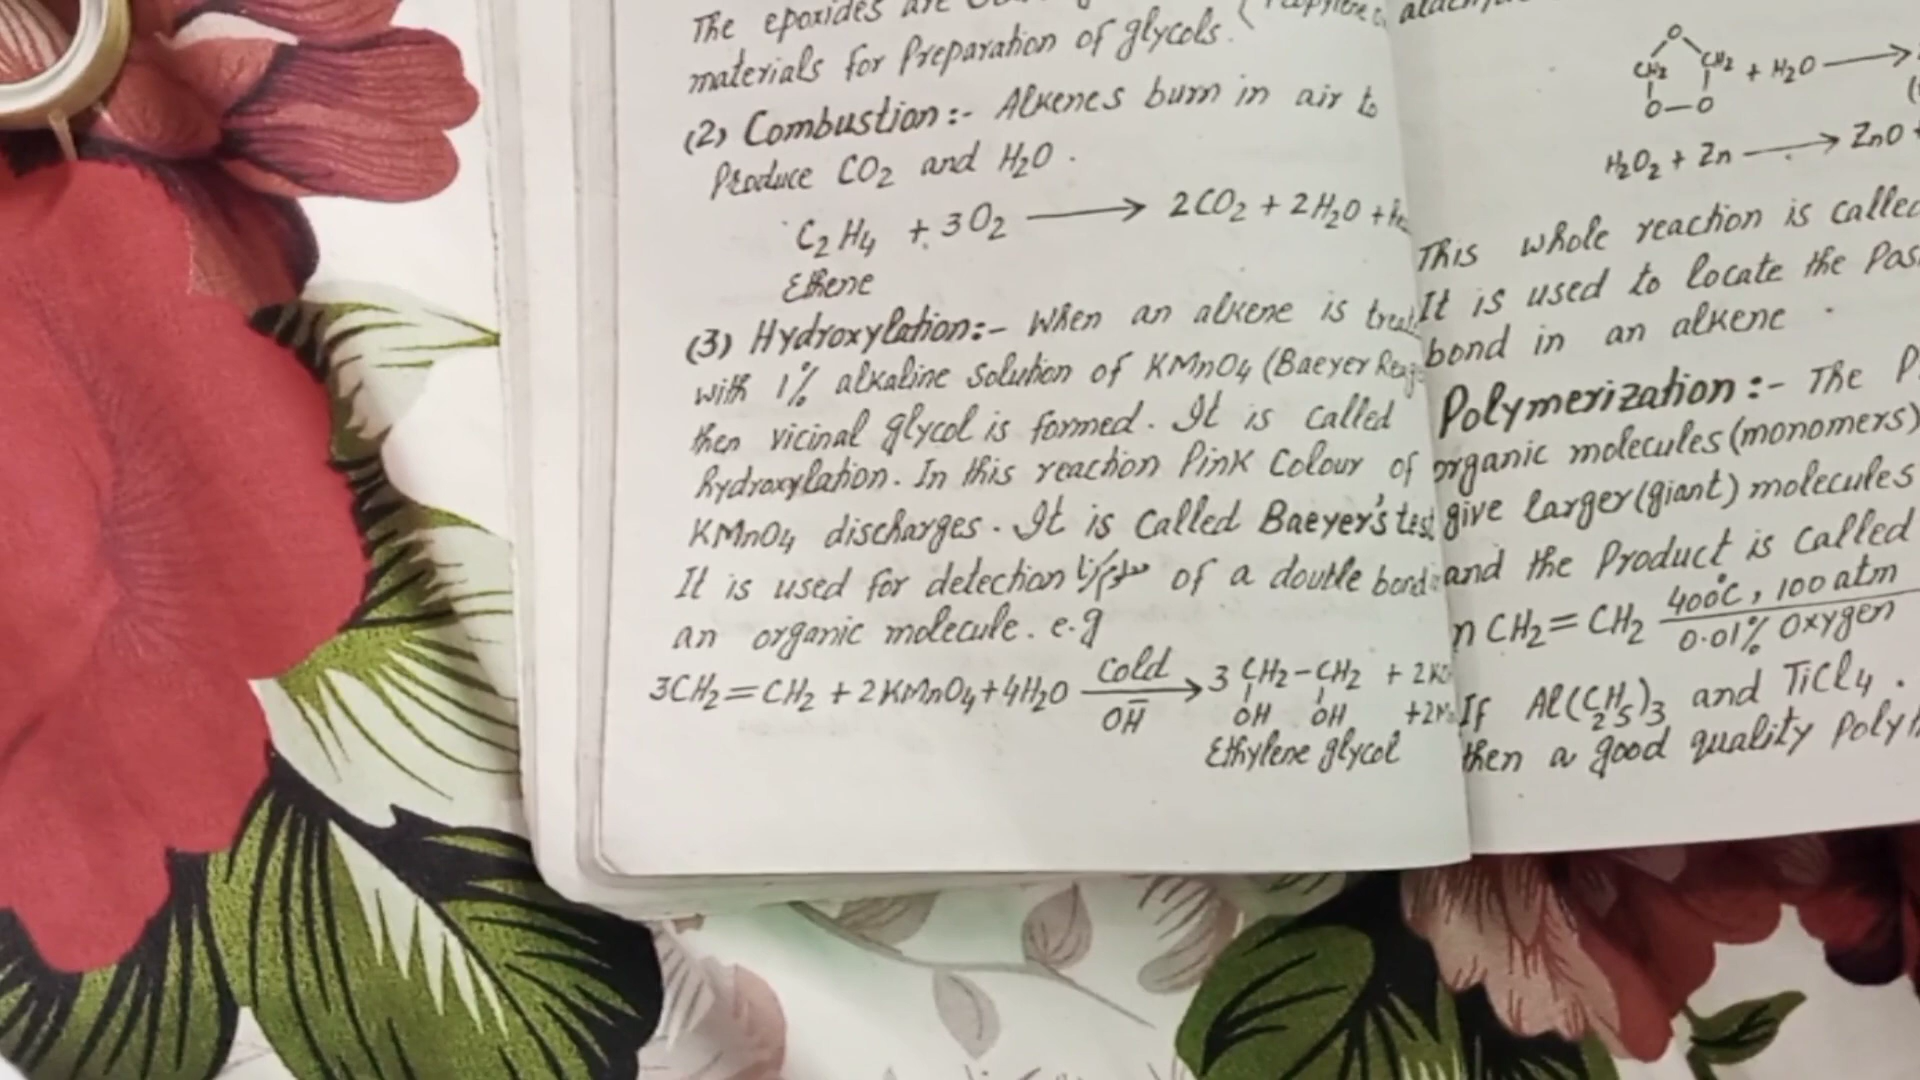 The epoxides are
materials for Preparation of glycols.
(2) Combustion :- Alkenes burn in air to
Produce CO2 and H2O .
C2H4 + 3O2 ⟶ 2CO2 + 2H2O +
Ethene
(3) Hydroxylation:- When an alkene is
with 1% alkaline Solution of KMnO4 (Baeyer
then vicinal glycol is formed. It is called
hydroxylation. In this reaction Pink Colour of
KMnO4 discharges. It is Called Baeyer's test
It is used for detection of a double bond
an organic molecule. e.g
3CH2=CH2 + 2KMnO4+4H2O ⟶ 3 CH2-CH2 + 
Cold
OH̄
OH OH
Ethylene glycol
O
CH2 CH2 + H2O ⟶
O—O
H2O2 + Zn ⟶ ZnO +
This whole reaction is called
It is used to locate the
bond in an alkene .
Polymerization :- The
organic molecules (monomers)
give larger (giant) molecules
and the Product is called
n CH2=CH2 400°C, 100 atm
0.01% Oxygen
If Al(C2H5)3 and TiCl4 .
then a good quality